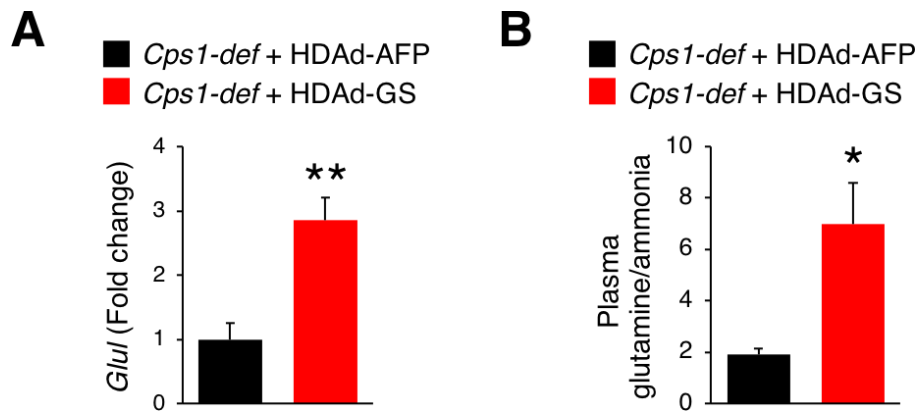 A
Cps1-def + HDAd-AFP
Cps1-def + HDAd-GS
Glul (Fold change)
4
3
2
1
0
**
B
Cps1-def + HDAd-AFP
Cps1-def + HDAd-GS
Plasma
glutamine/ammonia
10
8
6
4
2
0
*